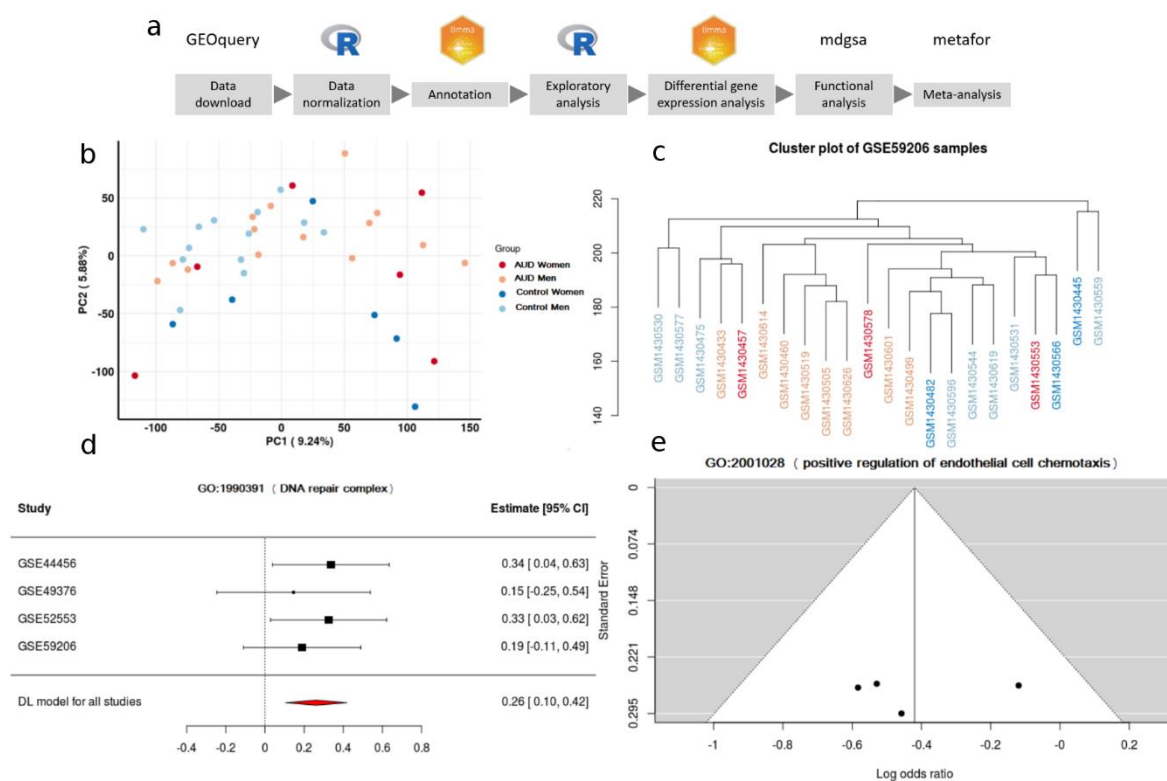 a
GEOquery
R
limma
R
limma
mdgsa
metafor
Data
download
Data
normalization
Annotation
Exploratory
analysis
Differential gene
expression analysis
Functional
analysis
Meta-analysis
b
PC2 ( 5.88%)
50
0
-50
-100
-100
-50
0
50
100
150
PC1 ( 9.24%)
Group
AUD Women
AUD Men
Control Women
Control Men
c
Cluster plot of GSE59206 samples
220
200
180
160
140
GSM1430530
GSM1430577
GSM1430475
GSM1430433
GSM1430457
GSM1430614
GSM1430460
GSM1430519
GSM1430505
GSM1430626
GSM1430578
GSM1430601
GSM1430499
GSM1430482
GSM1430596
GSM1430544
GSM1430619
GSM1430531
GSM1430553
GSM1430566
GSM1430445
GSM1430559
d
GO:1990391 ( DNA repair complex)
Study Estimate [95% CI]
GSE44456 0.34 [ 0.04, 0.63]
GSE49376 0.15 [-0.25, 0.54]
GSE52553 0.33 [ 0.03, 0.62]
GSE59206 0.19 [-0.11, 0.49]
DL model for all studies 0.26 [ 0.10, 0.42]
-0.4 -0.2 0 0.2 0.4 0.6 0.8
e
GO:2001028 ( positive regulation of endothelial cell chemotaxis)
Standard Error
0
0.074
0.148
0.221
0.295
-1 -0.8 -0.6 -0.4 -0.2 -0 0.2
Log odds ratio